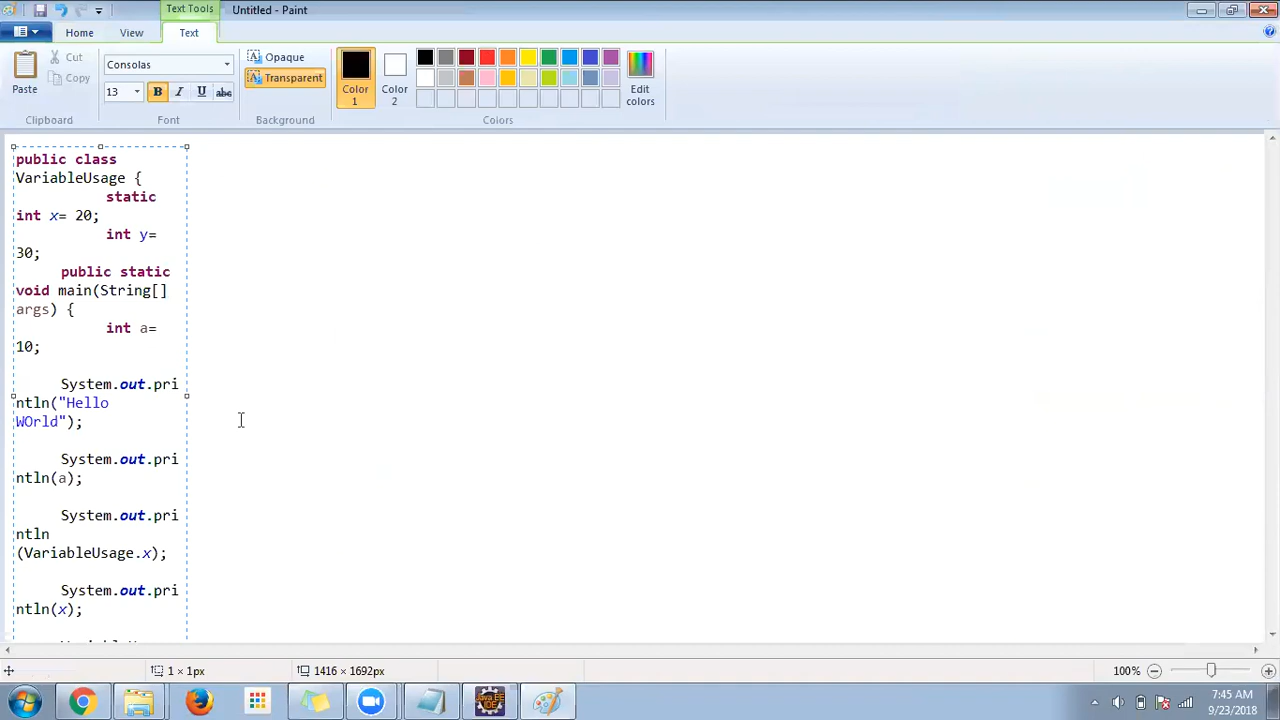 Text Tools
Untitled - Paint
Home
View
Text
Paste
Cut
Copy
Clipboard
Consolas
13
B
I
U
abc
Font
Opaque
Transparent
Background
Color 1
Color 2
Edit colors
Colors
public class
VariableUsage {
static
int x= 20;
int y=
30;
public static
void main(String[]
args) {
int a=
10;
System.out.pri
ntln("Hello
WOrld");
System.out.pri
ntln(a);
System.out.pri
ntln
(VariableUsage.x);
System.out.pri
ntln(x);
1 × 1px
1416 × 1692px
100%
Java EE
IDE
7:45 AM
9/23/2018